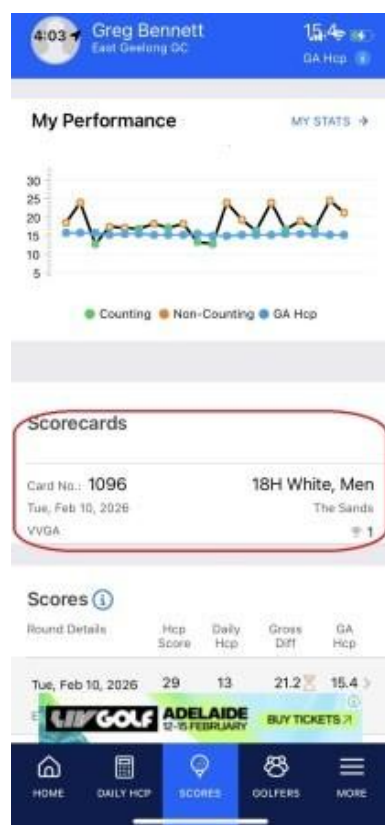 4:03 Greg Bennett 15.4
East Geelong GC
GA Hcp
My Performance MY STATS →
30
25
20
15
10
5
Counting Non-Counting GA Hcp
Scorecards
Card No.: 1096 18H White, Men
Tue, Feb 10, 2026 The Sands
VVGA 1
Scores
Round Details Hcp Score Daily Hcp Gross Diff GA Hcp
Tue, Feb 10, 2026 29 13 21.2 15.4 >
LIV GOLF ADELAIDE 12-15 FEBRUARY BUY TICKETS
HOME DAILY HCP SCORES GOLFERS MORE